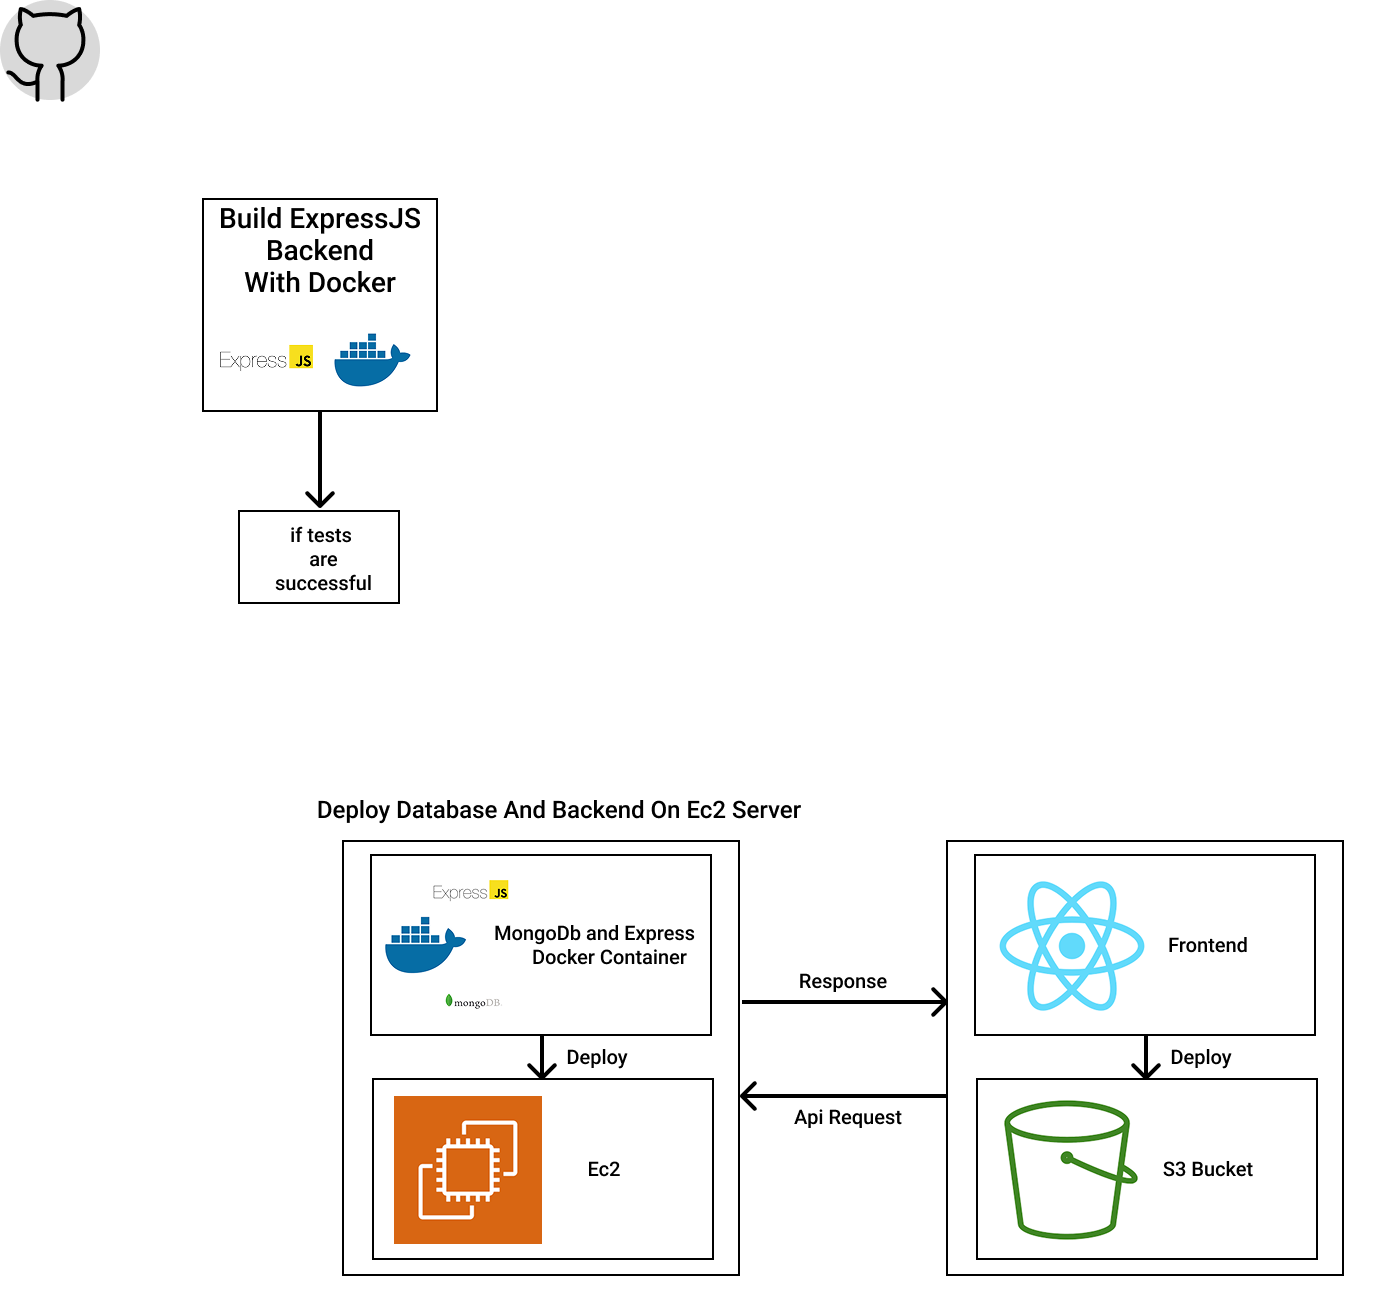 Build ExpressJS
Backend
With Docker
Express JS
if tests
are
successful
Deploy Database And Backend On Ec2 Server
Express JS
MongoDb and Express
Docker Container
mongoDB
Deploy
Ec2
Response
Api Request
Frontend
Deploy
S3 Bucket